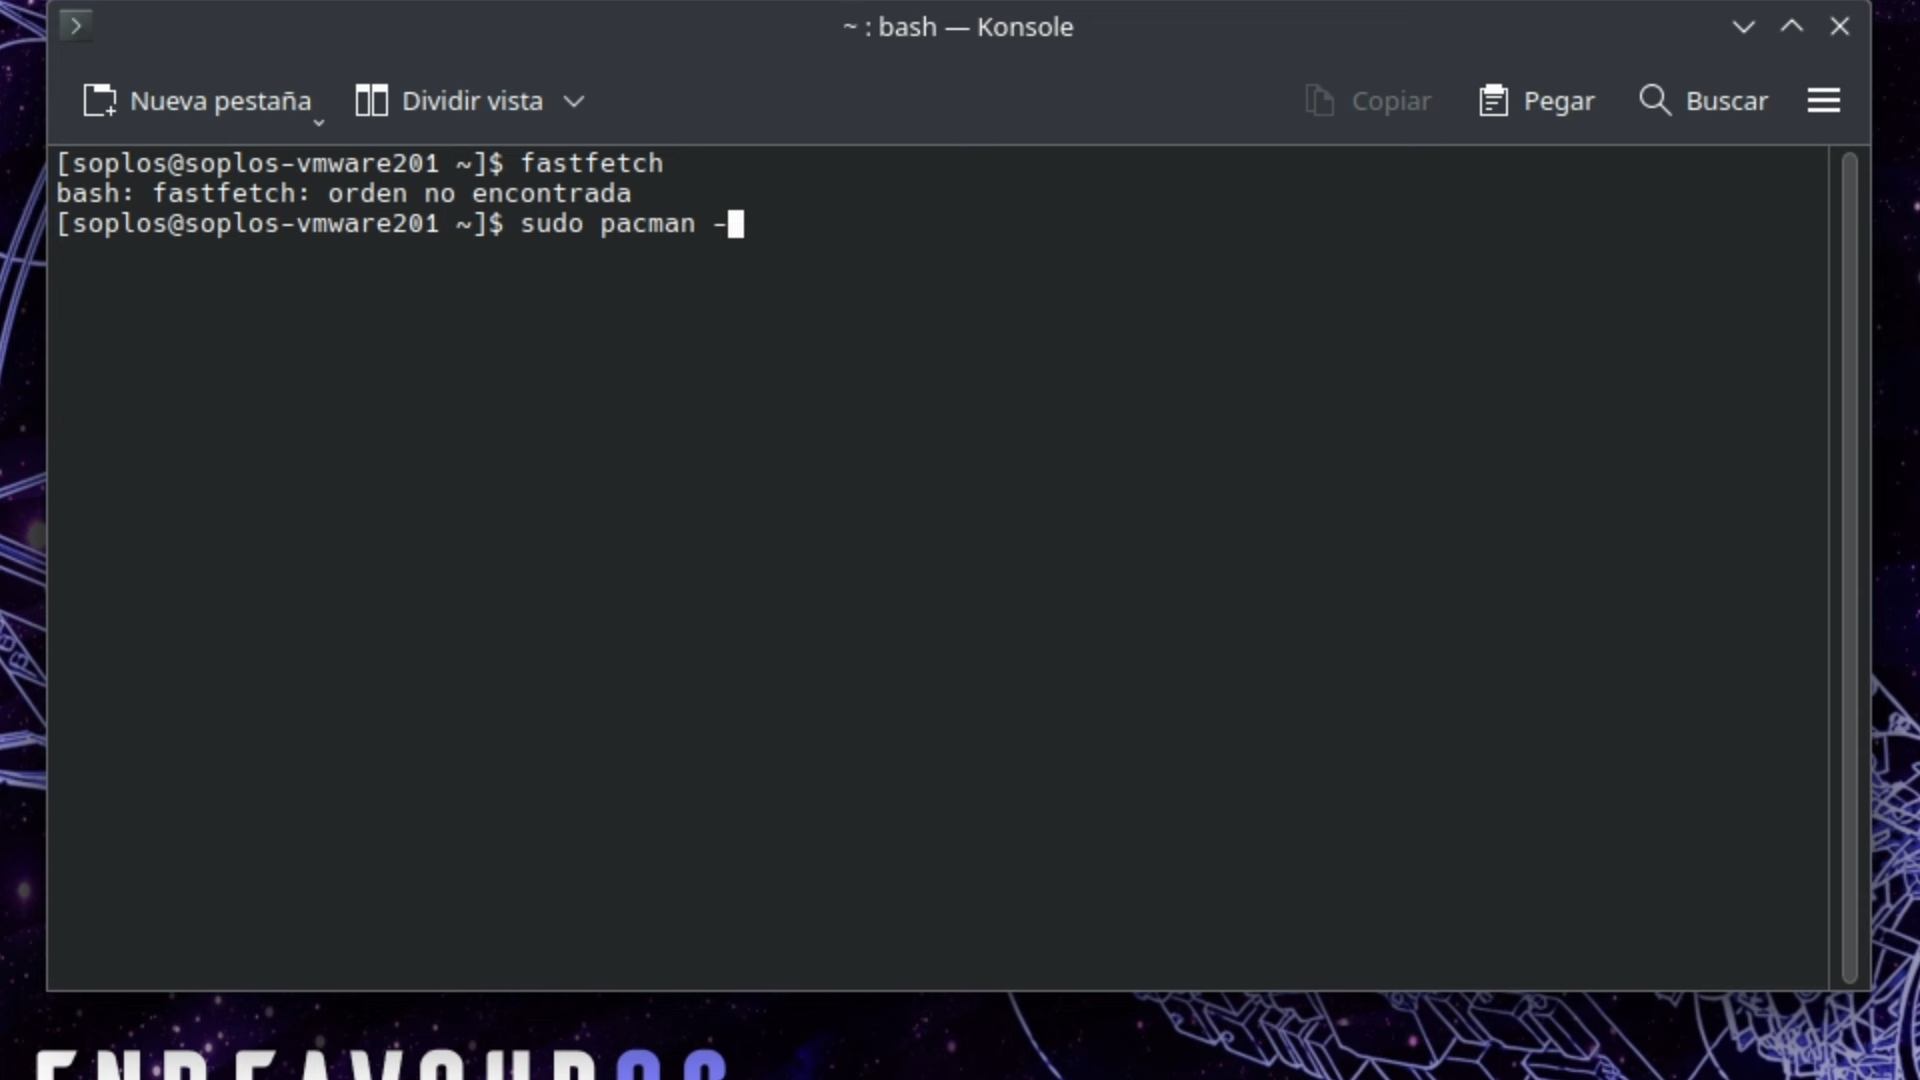 ~ : bash — Konsole
Nueva pestaña Dividir vista Copiar Pegar Buscar
[soplos@soplos-vmware201 ~]$ fastfetch
bash: fastfetch: orden no encontrada
[soplos@soplos-vmware201 ~]$ sudo pacman -
ENDEAVOUROS